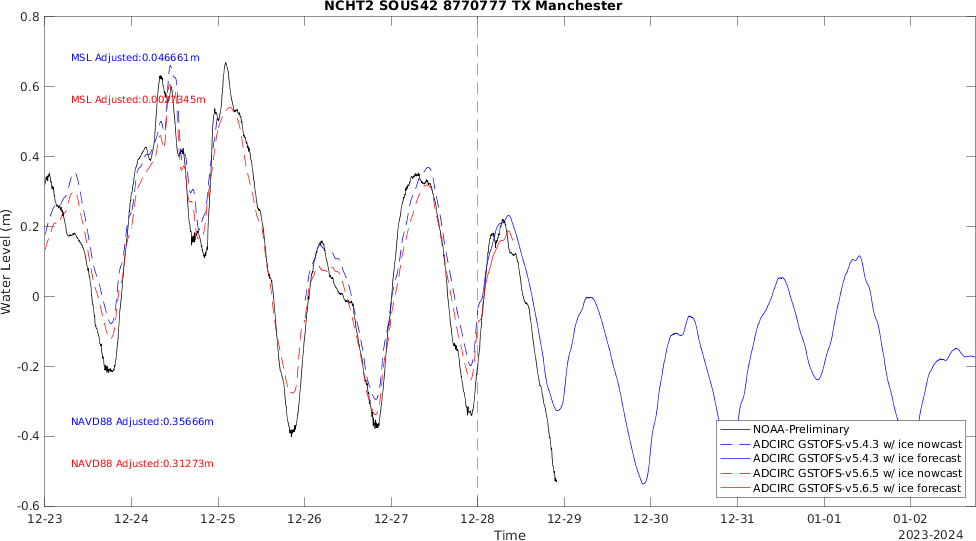 NCHT2 SOUS42 8770777 TX Manchester
0.8
0.6
0.4
0.2
0
-0.2
-0.4
-0.6
Water Level (m)
MSL Adjusted:0.046661m
MSL Adjusted:0.0027345m
NAVD88 Adjusted:0.35666m
NAVD88 Adjusted:0.31273m
NOAA-Preliminary
ADCIRC GSTOFS-v5.4.3 w/ ice nowcast
ADCIRC GSTOFS-v5.4.3 w/ ice forecast
ADCIRC GSTOFS-v5.6.5 w/ ice nowcast
ADCIRC GSTOFS-v5.6.5 w/ ice forecast
12-23 12-24 12-25 12-26 12-27 12-28 12-29 12-30 12-31 01-01 01-02
Time
2023-2024